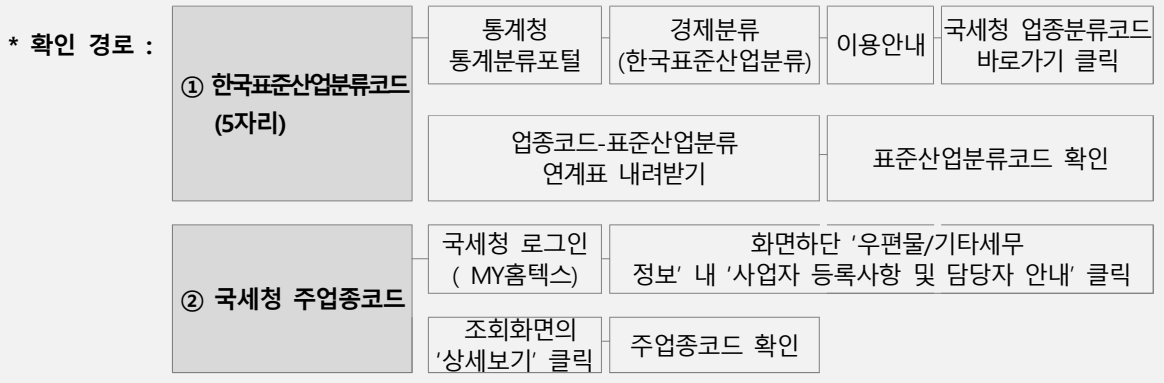 * 확인 경로 :
① 한국표준산업분류코드
(5자리)
통계청
통계분류포털
경제분류
(한국표준산업분류)
이용안내
국세청 업종분류코드
바로가기 클릭
업종코드-표준산업분류
연계표 내려받기
표준산업분류코드 확인
② 국세청 주업종코드
국세청 로그인
( MY홈텍스)
화면하단 ‘우편물/기타세무
정보’ 내 ‘사업자 등록사항 및 담당자 안내’ 클릭
조회화면의
‘상세보기’ 클릭
주업종코드 확인